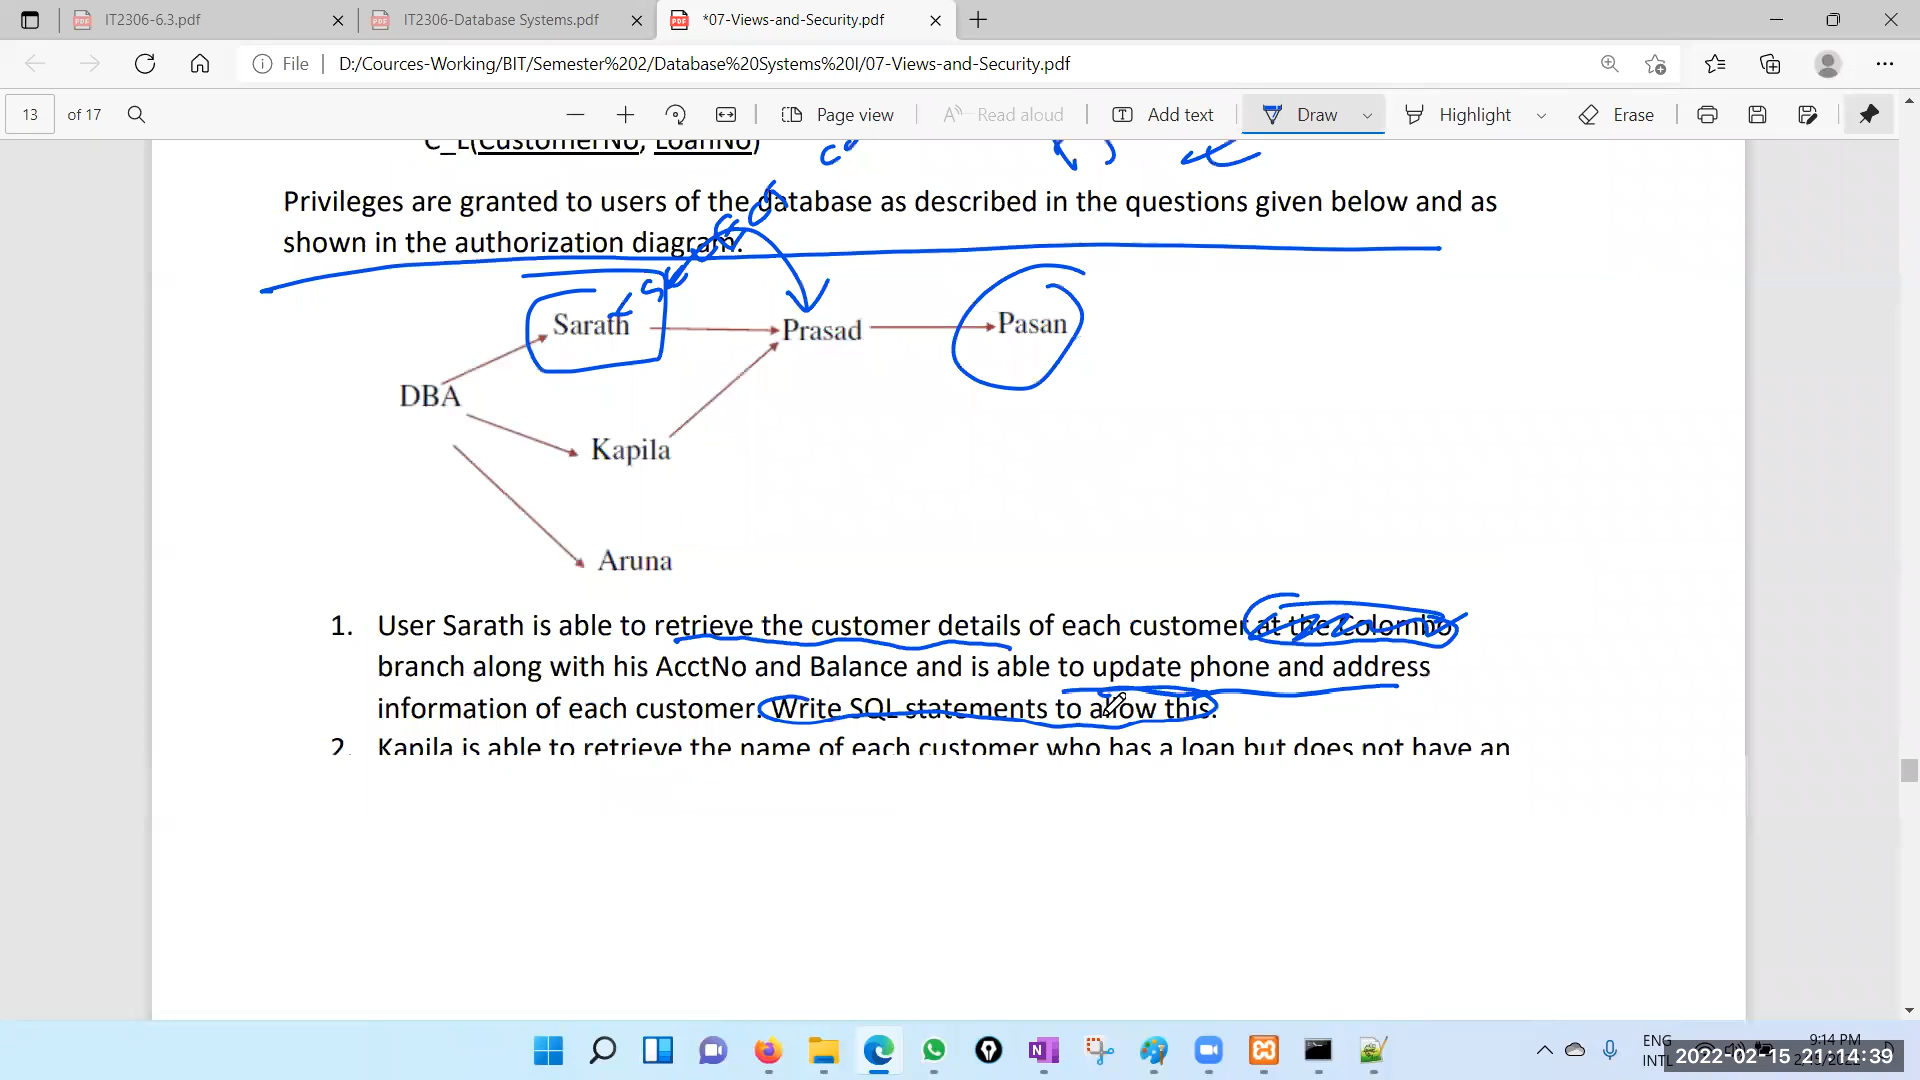 IT2306-6.3.pdf
IT2306-Database Systems.pdf
*07-Views-and-Security.pdf
File
D:/Cources-Working/BIT/Semester%202/Database%20Systems%20I/07-Views-and-Security.pdf
13 of 17
Page view
Read aloud
Add text
Draw
Highlight
Erase
C_L(CustomerNo, LoanNo)
Privileges are granted to users of the database as described in the questions given below and as
shown in the authorization diagram.
Sarath
Prasad
Pasan
DBA
Kapila
Aruna
1. User Sarath is able to retrieve the customer details of each customer at the Colombo
branch along with his AcctNo and Balance and is able to update phone and address
information of each customer. Write SQL statements to allow this.
2. Kapila is able to retrieve the name of each customer who has a loan but does not have an
ENG
INTL
9:14 PM
2022-02-15 21:14:39